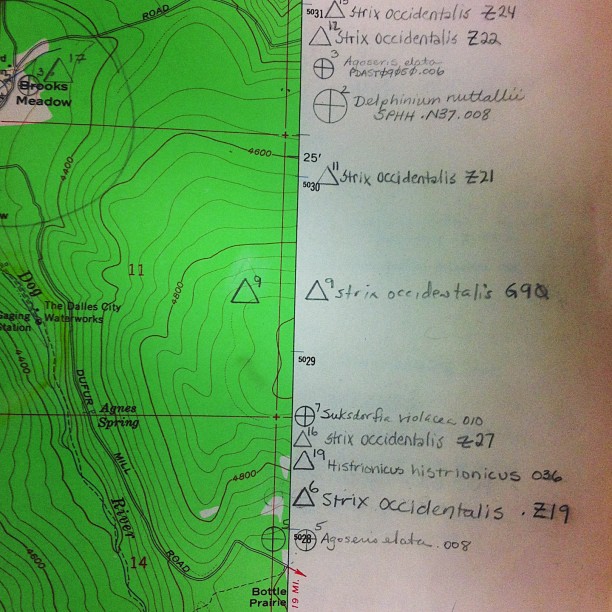 ROAD
17
3
Brooks
Meadow
4400
4600
11
9
4800
Dog
The Dalles City
Waterworks
Gaging
Station
4400
DUFUR
MILL
ROAD
Agnes
Spring
River
4800
14
4600
5
Bottle
Prairie
19 MI.
5031
Strix occidentalis Z24
12 Strix occidentalis Z22
3 Agoseris elata
PDAST07070.006
2 Delphinium nuttallii
SPHH .N37.008
25'
5030
11 Strix occidentalis Z21
9 Strix occidentalis G9Q
5029
7 Suksdorfia violacea 010
16 Strix occidentalis Z27
19 Histrionicus histrionicus 036
6 Strix occidentalis . Z19
5028
5 Agoseris elata .008